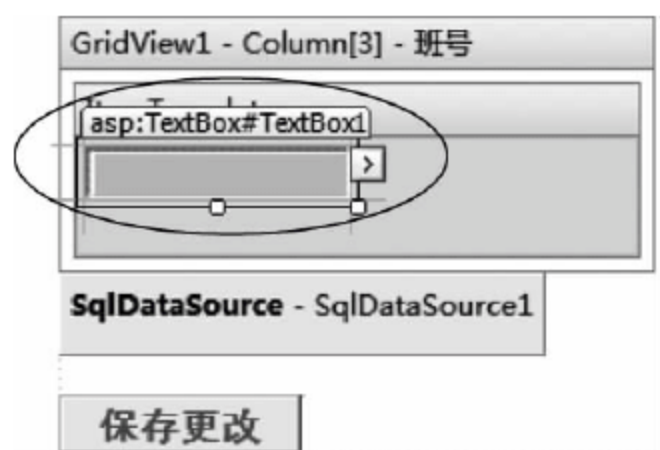 GridView1 - Column[3] - 班号
asp:TextBox#TextBox1
SqlDataSource - SqlDataSource1
保存更改